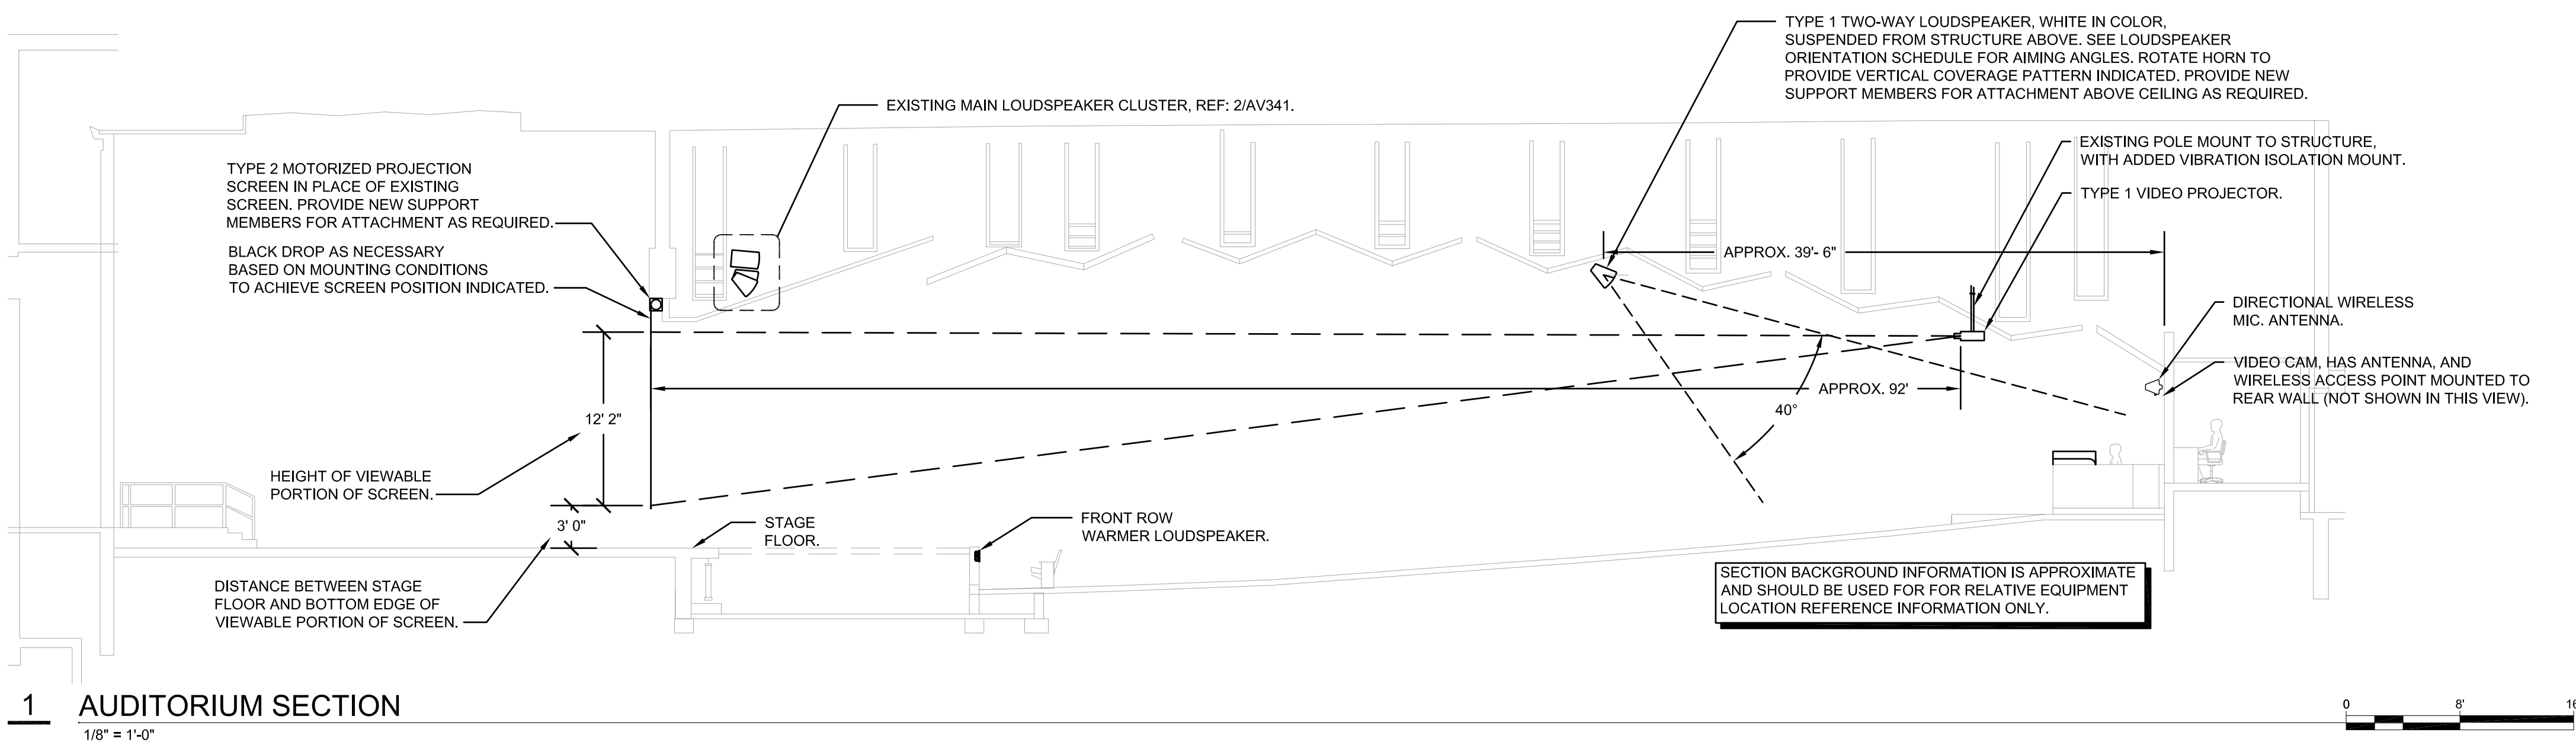 TYPE 1 TWO-WAY LOUDSPEAKER, WHITE IN COLOR,
SUSPENDED FROM STRUCTURE ABOVE. SEE LOUDSPEAKER
ORIENTATION SCHEDULE FOR AIMING ANGLES. ROTATE HORN TO
PROVIDE VERTICAL COVERAGE PATTERN INDICATED. PROVIDE NEW
SUPPORT MEMBERS FOR ATTACHMENT ABOVE CEILING AS REQUIRED.
EXISTING MAIN LOUDSPEAKER CLUSTER, REF: 2/AV341.
EXISTING POLE MOUNT TO STRUCTURE,
WITH ADDED VIBRATION ISOLATION MOUNT.
TYPE 1 VIDEO PROJECTOR.
TYPE 2 MOTORIZED PROJECTION
SCREEN IN PLACE OF EXISTING
SCREEN. PROVIDE NEW SUPPORT
MEMBERS FOR ATTACHMENT AS REQUIRED.
BLACK DROP AS NECESSARY
BASED ON MOUNTING CONDITIONS
TO ACHIEVE SCREEN POSITION INDICATED.
APPROX. 39'- 6"
DIRECTIONAL WIRELESS
MIC. ANTENNA.
VIDEO CAM, HAS ANTENNA, AND
WIRELESS ACCESS POINT MOUNTED TO
REAR WALL (NOT SHOWN IN THIS VIEW).
APPROX. 92'
40°
12' 2"
HEIGHT OF VIEWABLE
PORTION OF SCREEN.
3' 0"
STAGE
FLOOR.
FRONT ROW
WARMER LOUDSPEAKER.
DISTANCE BETWEEN STAGE
FLOOR AND BOTTOM EDGE OF
VIEWABLE PORTION OF SCREEN.
SECTION BACKGROUND INFORMATION IS APPROXIMATE
AND SHOULD BE USED FOR FOR RELATIVE EQUIPMENT
LOCATION REFERENCE INFORMATION ONLY.
1 AUDITORIUM SECTION
1/8" = 1'-0"
0 8' 16